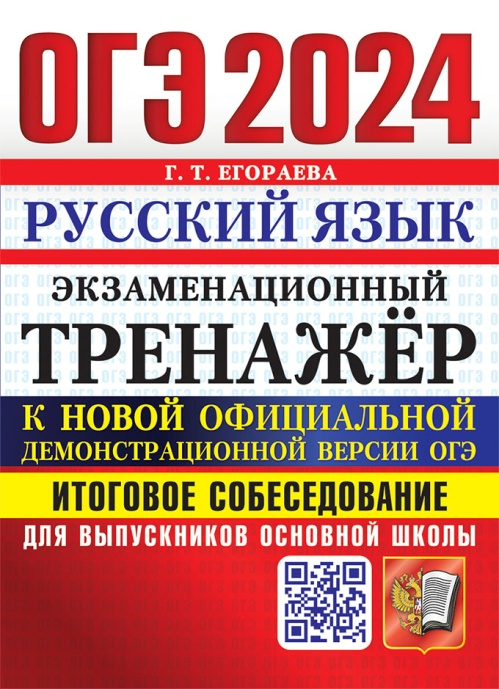 ОГЭ 2024
Г. Т. ЕГОРАЕВА
РУССКИЙ ЯЗЫК
ЭКЗАМЕНАЦИОННЫЙ
ТРЕНАЖЁР
К НОВОЙ ОФИЦИАЛЬНОЙ
ДЕМОНСТРАЦИОННОЙ ВЕРСИИ ОГЭ
ИТОГОВОЕ СОБЕСЕДОВАНИЕ
ДЛЯ ВЫПУСКНИКОВ ОСНОВНОЙ ШКОЛЫ